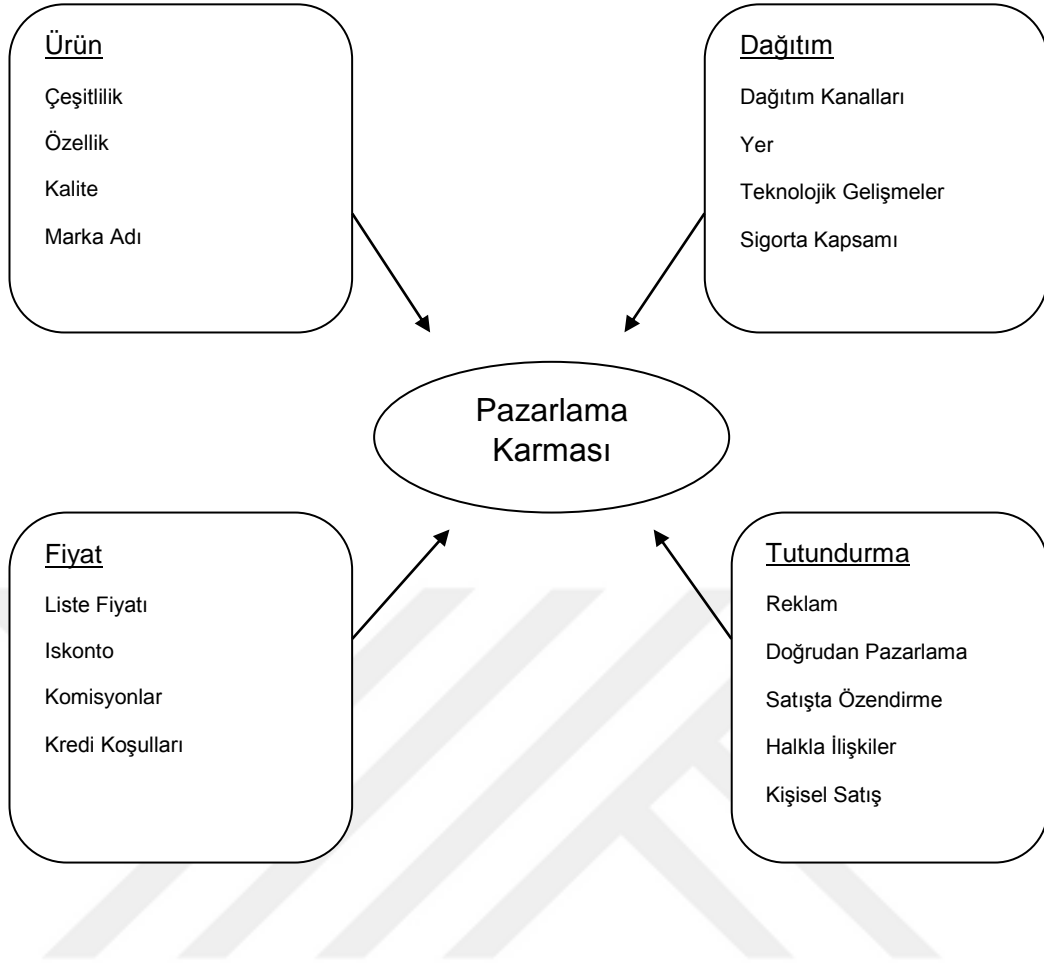 Ürün
Çeşitlilik
Özellik
Kalite
Marka Adı
Dağıtım
Dağıtım Kanalları
Yer
Teknolojik Gelişmeler
Sigorta Kapsamı
Pazarlama
Karması
Fiyat
Liste Fiyatı
Iskonto
Komisyonlar
Kredi Koşulları
Tutundurma
Reklam
Doğrudan Pazarlama
Satışta Özendirme
Halkla İlişkiler
Kişisel Satış